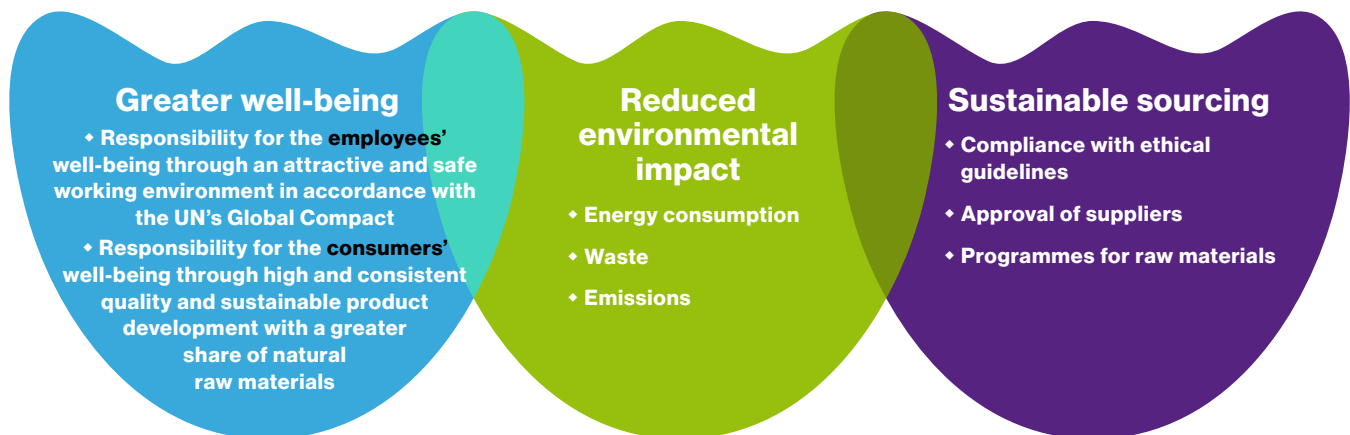 Greater well-being
◆ Responsibility for the employees’
well-being through an attractive and safe
working environment in accordance with
the UN’s Global Compact
◆ Responsibility for the consumers’
well-being through high and consistent
quality and sustainable product
development with a greater
share of natural
raw materials
Reduced
environmental
impact
◆ Energy consumption
◆ Waste
◆ Emissions
Sustainable sourcing
◆ Compliance with ethical
guidelines
◆ Approval of suppliers
◆ Programmes for raw materials